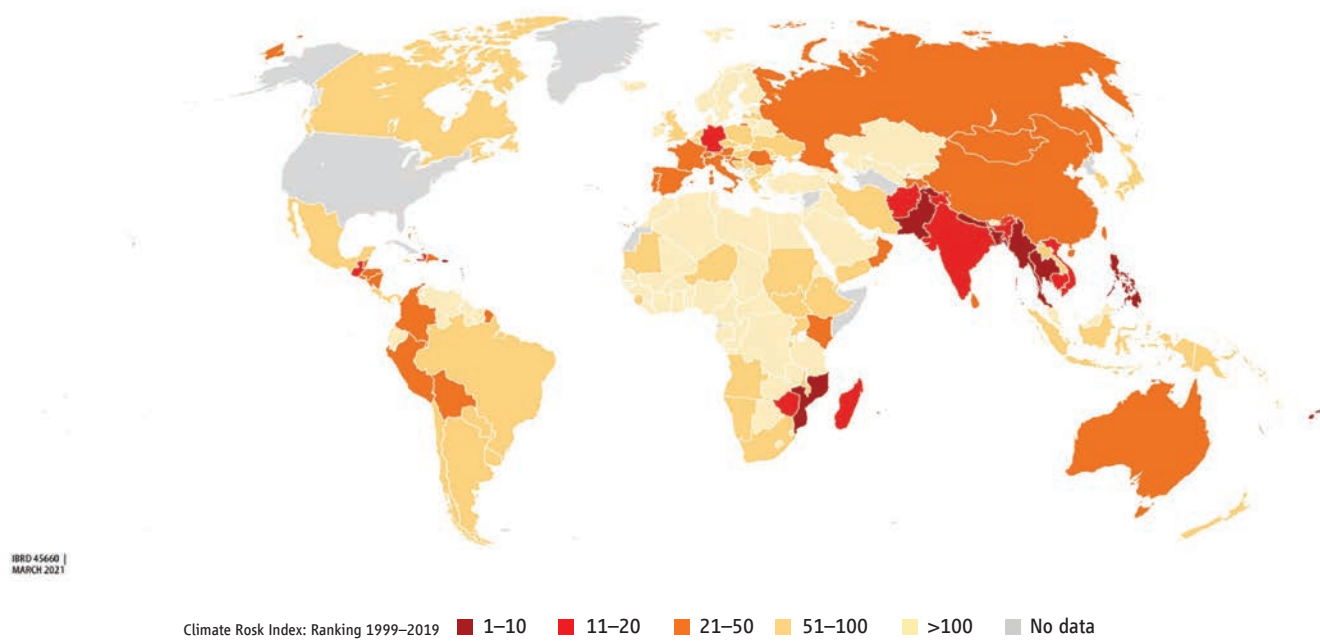 IBRD 45660 |
MARCH 2021
Climate Rosk Index: Ranking 1999–2019 1–10 11–20 21–50 51–100 >100 No data